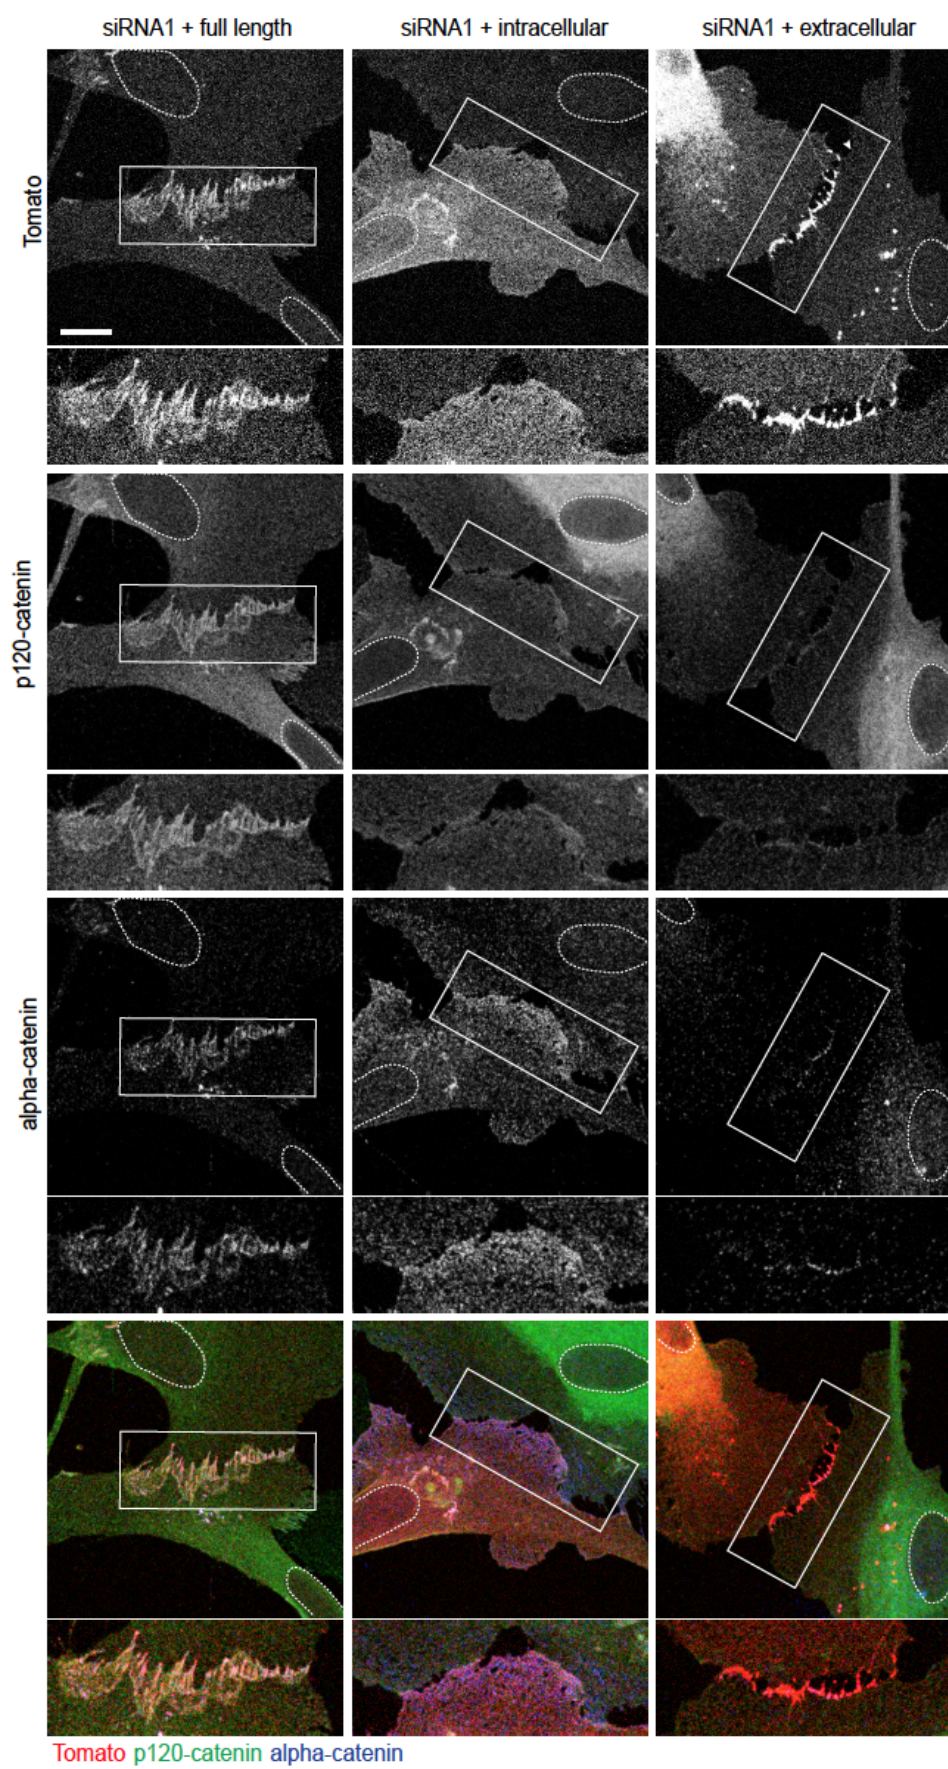 siRNA1 + full length siRNA1 + intracellular siRNA1 + extracellular
Tomato
p120-catenin
alpha-catenin
Tomato p120-catenin alpha-catenin